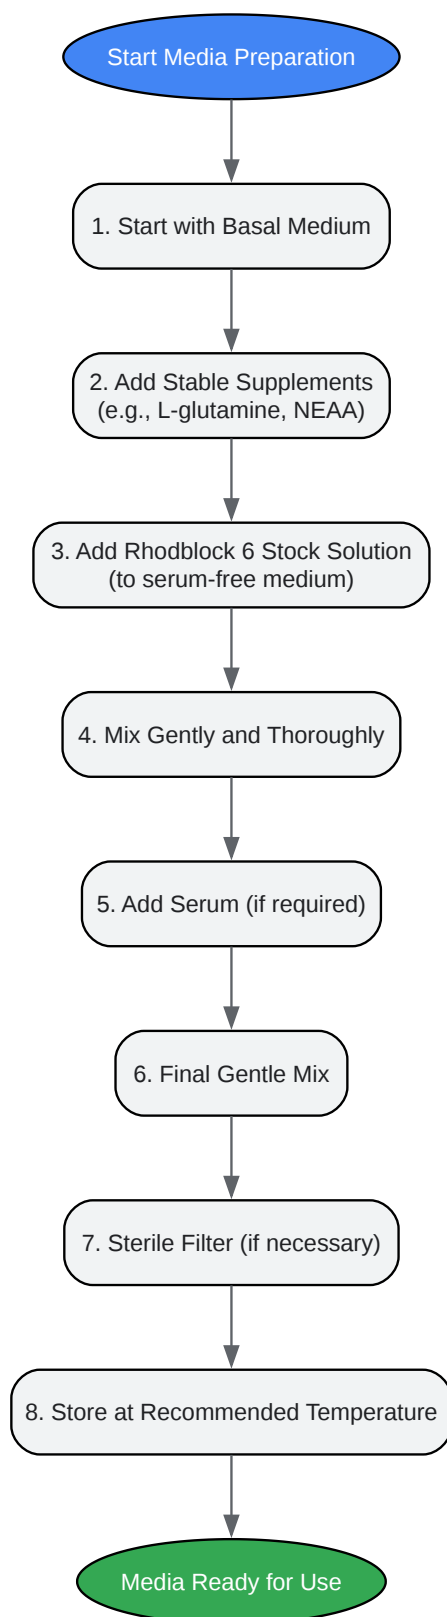 Start Media Preparation
1. Start with Basal Medium
2. Add Stable Supplements
(e.g., L-glutamine, NEAA)
3. Add Rhodblock 6 Stock Solution
(to serum-free medium)
4. Mix Gently and Thoroughly
5. Add Serum (if required)
6. Final Gentle Mix
7. Sterile Filter (if necessary)
8. Store at Recommended Temperature
Media Ready for Use